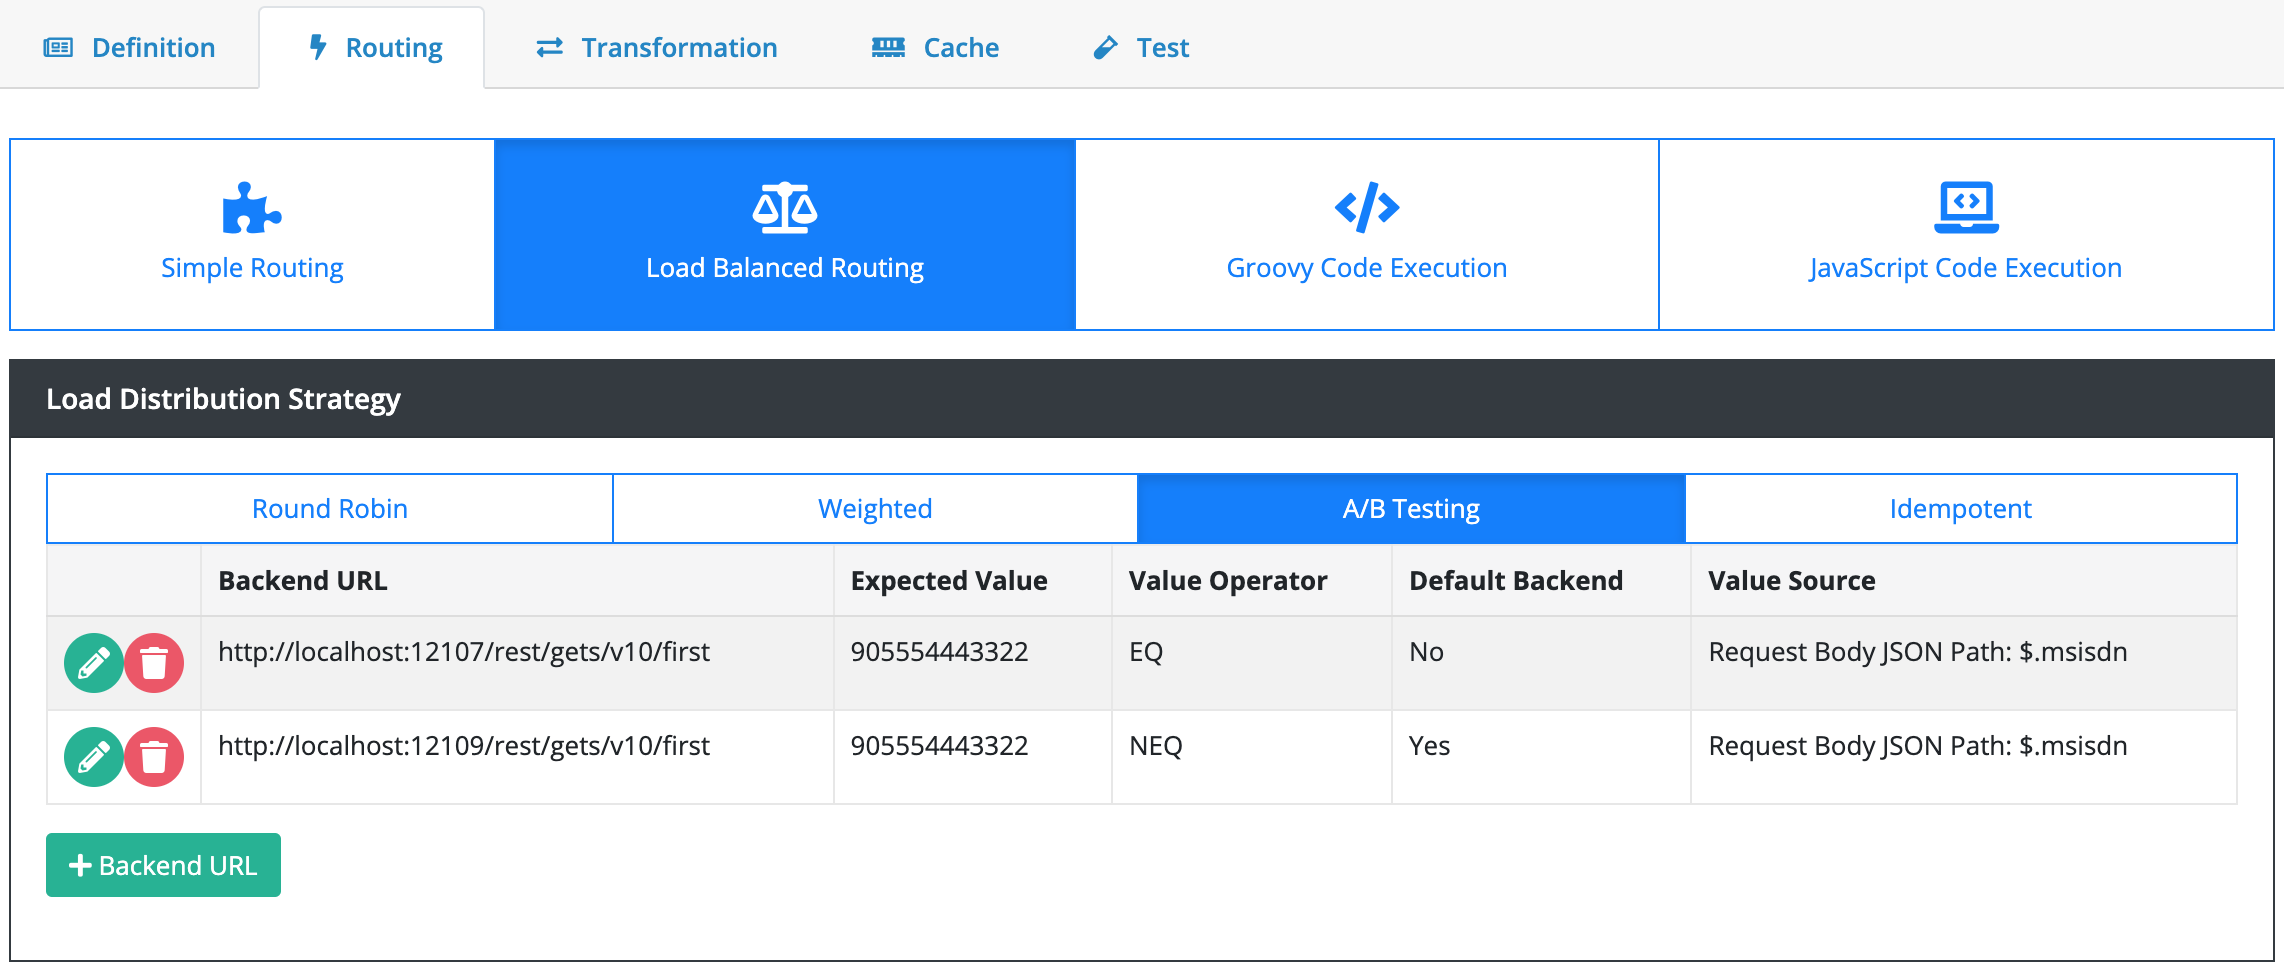 Definition Routing Transformation Cache Test
Simple Routing Load Balanced Routing Groovy Code Execution JavaScript Code Execution
Load Distribution Strategy
Round Robin Weighted A/B Testing Idempotent
Backend URL Expected Value Value Operator Default Backend Value Source
http://localhost:12107/rest/gets/v10/first 905554443322 EQ No Request Body JSON Path: $.msisdn
http://localhost:12109/rest/gets/v10/first 905554443322 NEQ Yes Request Body JSON Path: $.msisdn
+ Backend URL